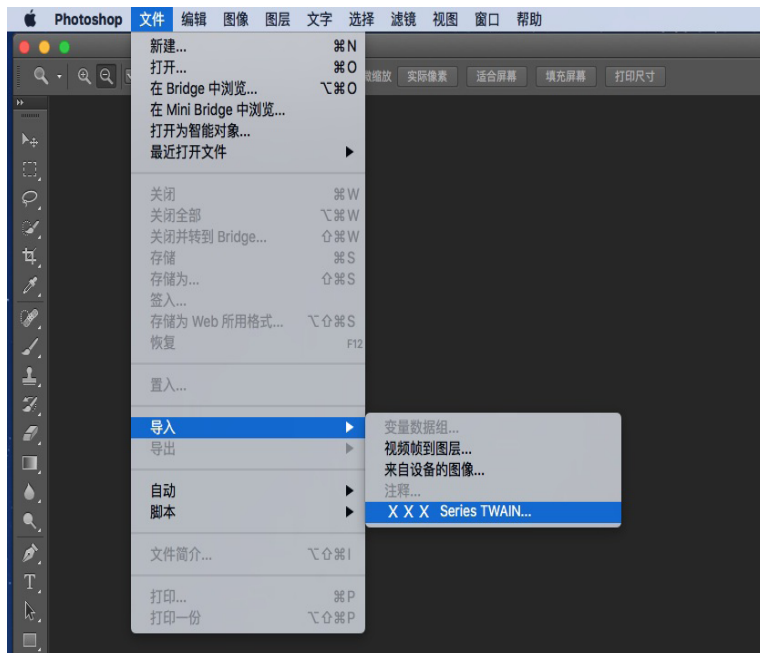 Photoshop 文件 编辑 图像 图层 文字 选择 滤镜 视图 窗口 帮助
实际像素 适合屏幕 填充屏幕 打印尺寸
新建... ⌘N
打开... ⌘O
在 Bridge 中浏览... ⌥⌘O
在 Mini Bridge 中浏览...
打开为智能对象...
最近打开文件
关闭 ⌘W
关闭全部 ⌥⌘W
关闭并转到 Bridge... ⇧⌘W
存储 ⌘S
存储为... ⇧⌘S
签入...
存储为 Web 所用格式... ⌥⇧⌘S
恢复 F12
置入...
导入
导出
自动
脚本
文件简介... ⌥⇧⌘I
打印... ⌘P
打印一份 ⌥⇧⌘P
变量数据组...
视频帧到图层...
来自设备的图像...
注释...
X X X Series TWAIN...